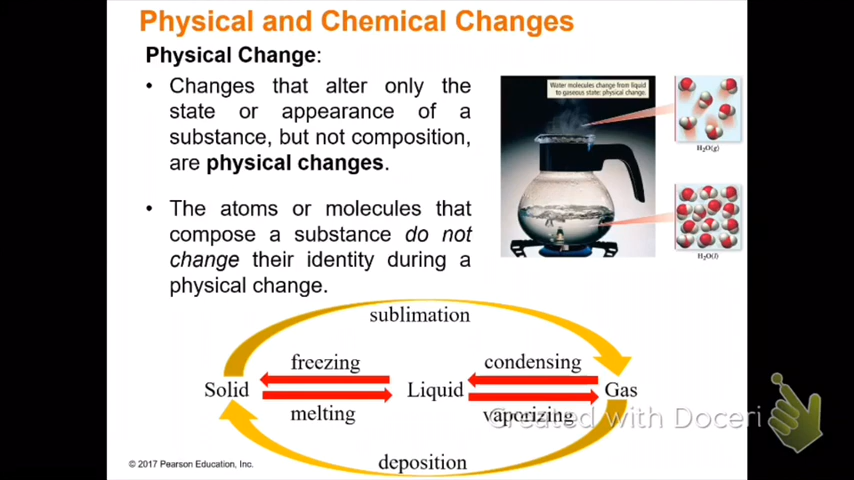 Physical and Chemical Changes
Physical Change:
• Changes that alter only the
state or appearance of a
substance, but not composition,
are physical changes.
• The atoms or molecules that
compose a substance do not
change their identity during a
physical change.
Water molecules change from liquid
to gaseous state: physical change.
H₂O(g)
H₂O(l)
sublimation
freezing
condensing
Solid
Liquid
Gas
melting
vaporizing
Created with Doceri
deposition
© 2017 Pearson Education, Inc.